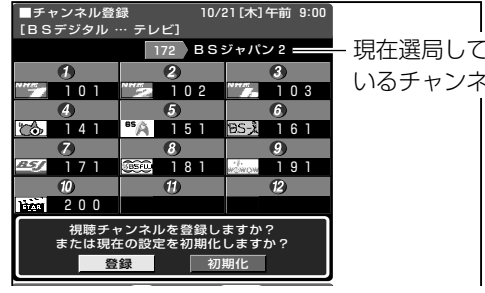 ■チャンネル登録 10/21[木]午前 9:00
[BSデジタル … テレビ]
172 BSジャパン2
現在選局して
いるチャンネ
1 2 3
101 102 103
4 5 6
BSA
BS-i
141 151 161
7 8 9
BSJ WOWOW
171 181 191
10 11 12
STAR
200
視聴チャンネルを登録しますか？
または現在の設定を初期化しますか？
登録 初期化